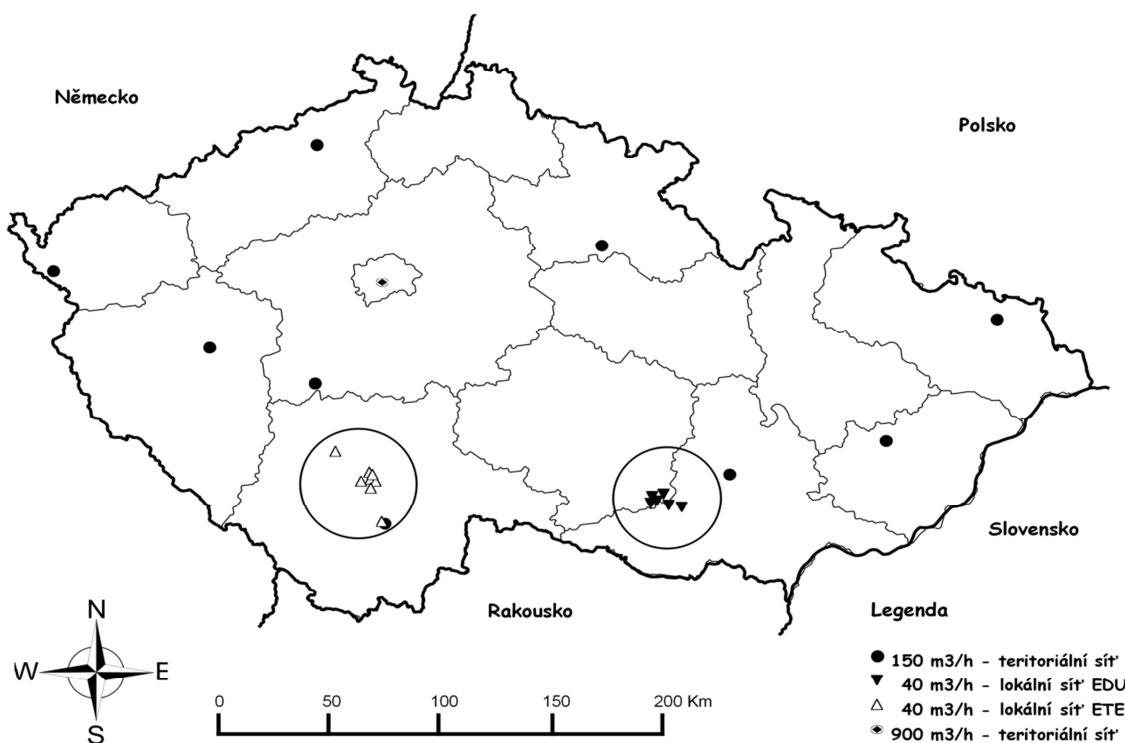 Německo
Polsko
Slovensko
Rakousko
Legenda
150 m3/h - teritoriální síť
40 m3/h - lokální síť EDU
40 m3/h - lokální síť ETE
900 m3/h - teritoriální síť
N
W E
S
0 50 100 150 200 Km